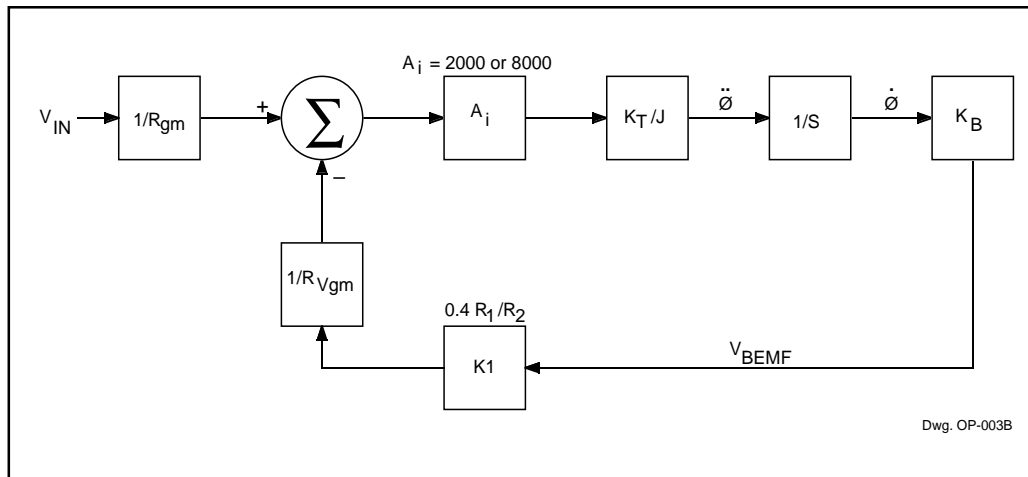 A i = 2000 or 8000
V IN
1/R gm
+
Σ
A i
K T /J
Ø̈
1/S
Ø̇
K B
–
1/R Vgm
0.4 R 1 /R 2
K1
V BEMF
Dwg. OP-003B